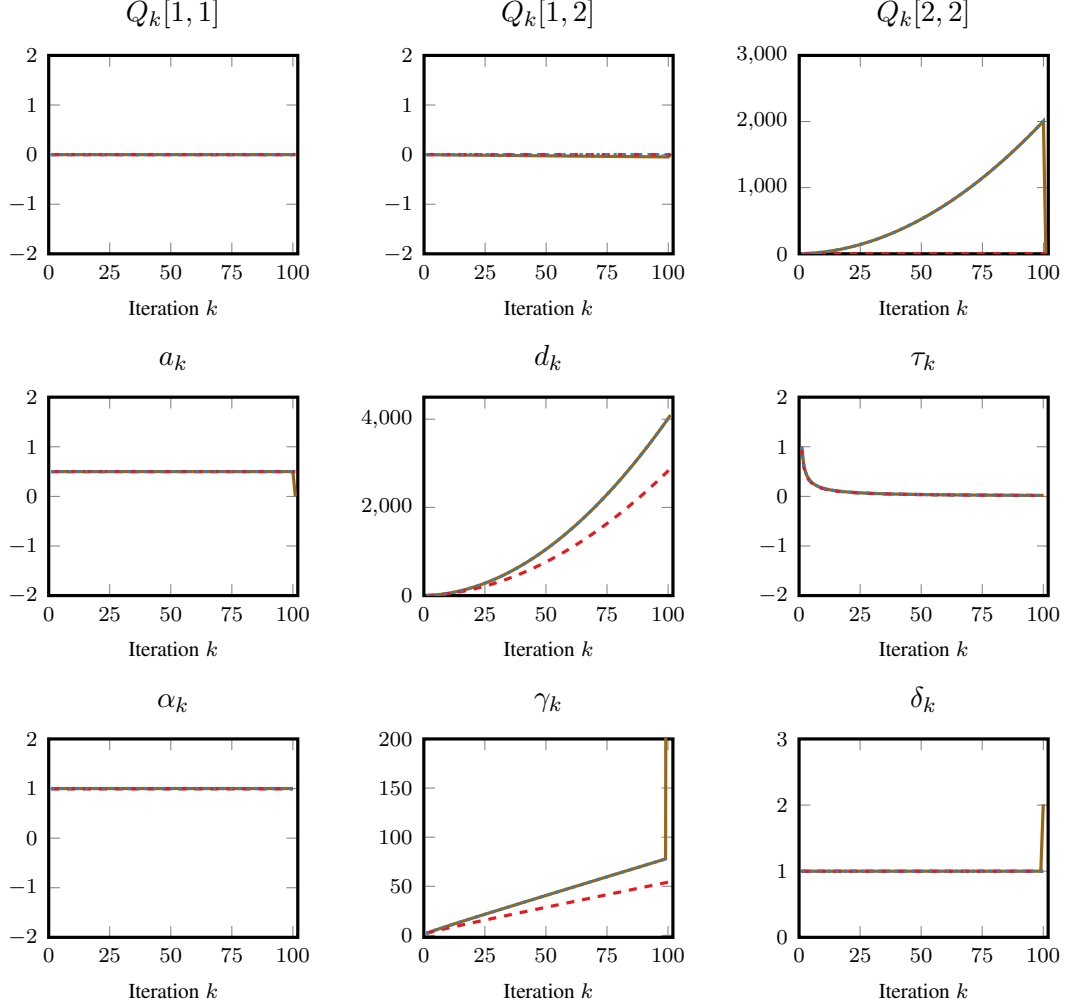 Q_k[1, 1]
2
1
0
−1
−2
0 25 50 75 100
Iteration k
Q_k[1, 2]
2
1
0
−1
−2
0 25 50 75 100
Iteration k
Q_k[2, 2]
3,000
2,000
1,000
0
0 25 50 75 100
Iteration k
a_k
2
1
0
−1
−2
0 25 50 75 100
Iteration k
d_k
4,000
2,000
0
0 25 50 75 100
Iteration k
τ_k
2
1
0
−1
−2
0 25 50 75 100
Iteration k
α_k
2
1
0
−1
−2
0 25 50 75 100
Iteration k
γ_k
200
150
100
50
0
0 25 50 75 100
Iteration k
δ_k
3
2
1
0
0 25 50 75 100
Iteration k